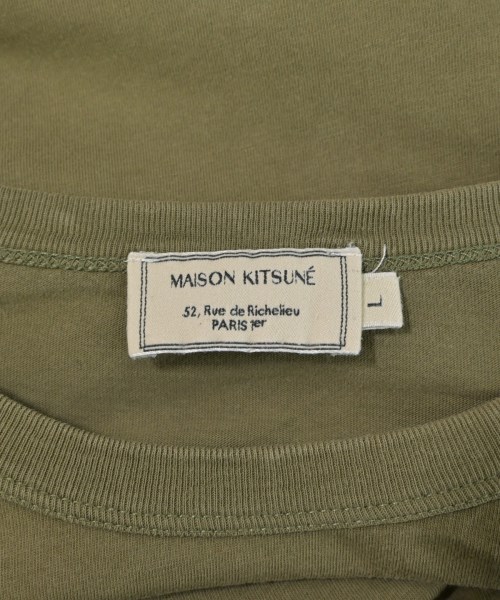 MAISON KITSUNÉ
52, Rue de Richelieu
PARIS 1er
L